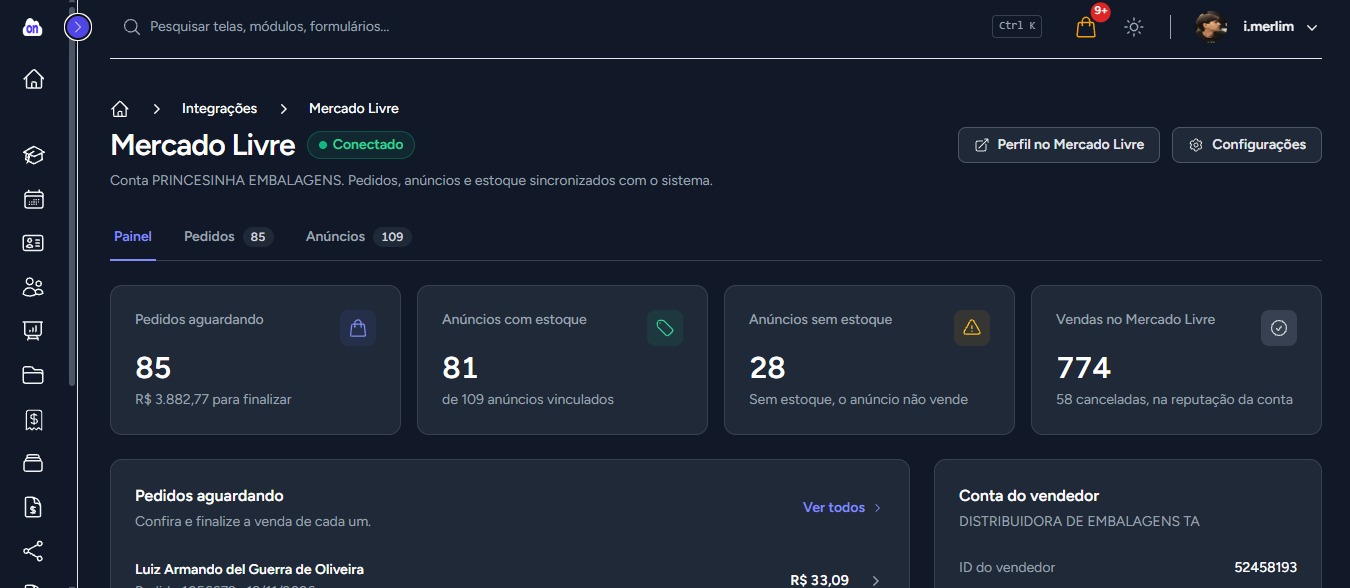 on
Pesquisar telas, módulos, formulários...
Ctrl K
9+
i.merlim
Integrações
Mercado Livre
Mercado Livre
Conectado
Perfil no Mercado Livre
Configurações
Conta PRINCESINHA EMBALAGENS. Pedidos, anúncios e estoque sincronizados com o sistema.
Painel
Pedidos 85
Anúncios 109
Pedidos aguardando
85
R$ 3.882,77 para finalizar
Anúncios com estoque
81
de 109 anúncios vinculados
Anúncios sem estoque
28
Sem estoque, o anúncio não vende
Vendas no Mercado Livre
774
58 canceladas, na reputação da conta
Pedidos aguardando
Confira e finalize a venda de cada um.
Ver todos
Luiz Armando del Guerra de Oliveira
R$ 33,09
Conta do vendedor
DISTRIBUIDORA DE EMBALAGENS TA
ID do vendedor
52458193